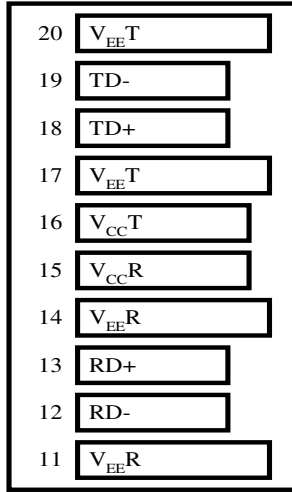 20 VEET
19 TD-
18 TD+
17 VEET
16 VCCT
15 VCCR
14 VEER
13 RD+
12 RD-
11 VEER